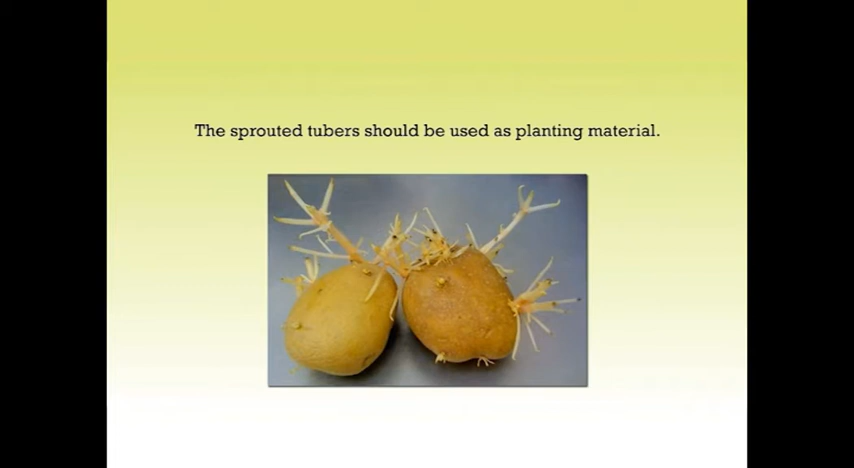 The sprouted tubers should be used as planting material.